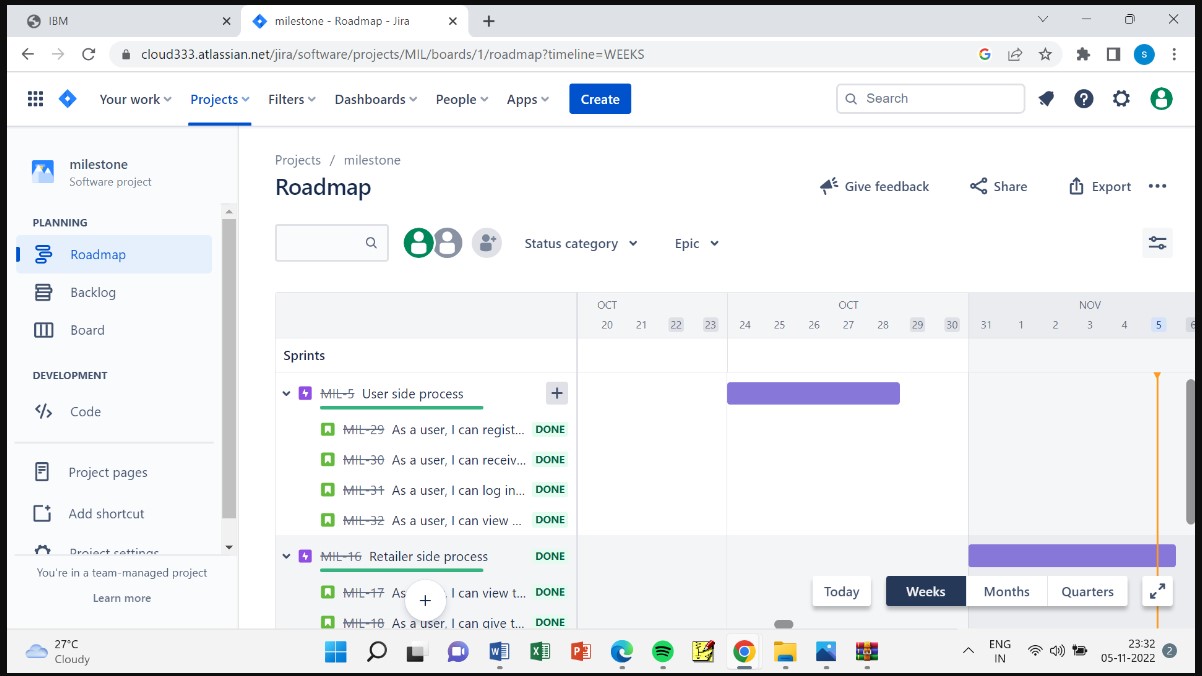 IBM
milestone - Roadmap - Jira
cloud333.atlassian.net/jira/software/projects/MIL/boards/1/roadmap?timeline=WEEKS
S
Your work Projects Filters Dashboards People Apps Create Search
milestone
Software project
PLANNING
Roadmap
Backlog
Board
DEVELOPMENT
Code
Project pages
Add shortcut
Project settings
You're in a team-managed project
Learn more
Projects / milestone
Roadmap
Give feedback Share Export
Status category Epic
OCT OCT NOV
20 21 22 23 24 25 26 27 28 29 30 31 1 2 3 4 5 6
Sprints
MIL-5 User side process
MIL-29 As a user, I can regist... DONE
MIL-30 As a user, I can receiv... DONE
MIL-31 As a user, I can log in... DONE
MIL-32 As a user, I can view ... DONE
MIL-16 Retailer side process DONE
MIL-17 As I can view t... DONE
MIL-18 As a user, I can give t... DONE
Today Weeks Months Quarters
27°C
Cloudy
ENG
IN
23:32
05-11-2022
2